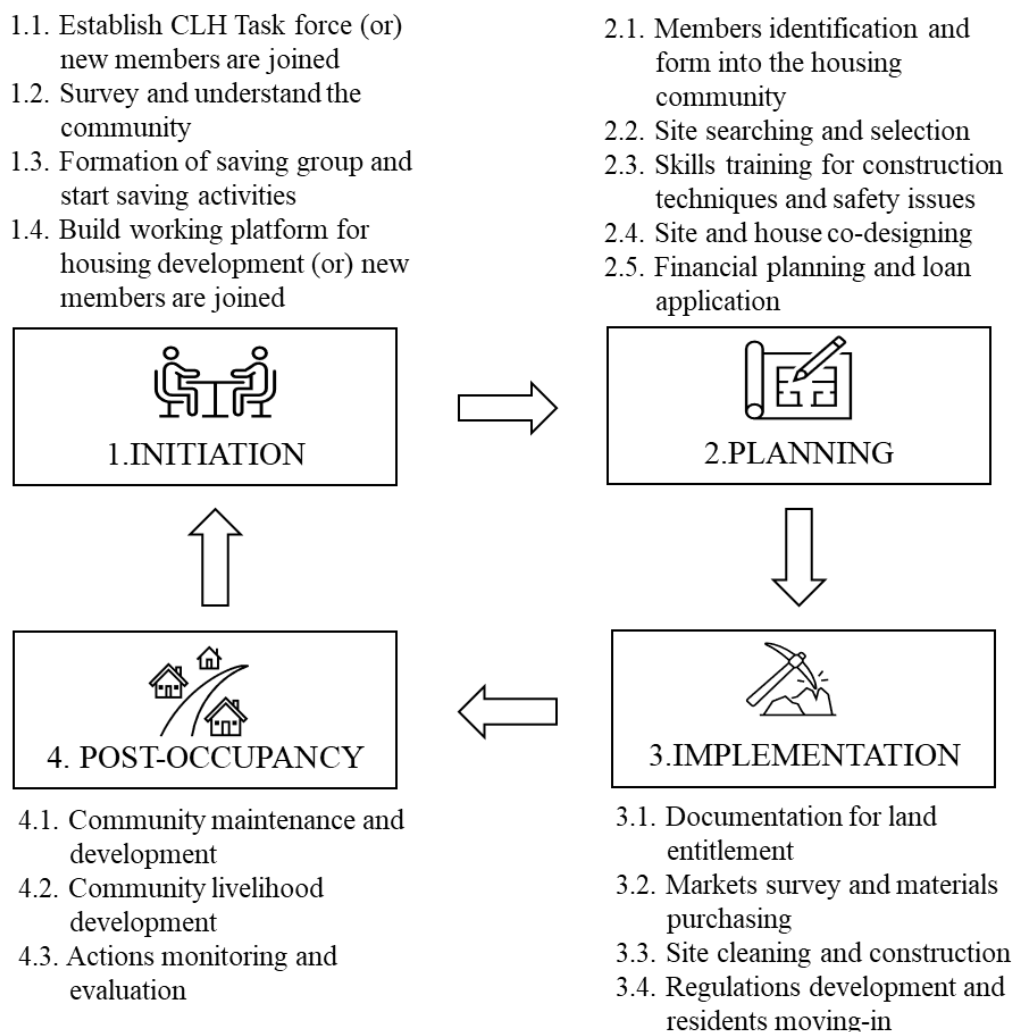 1.1. Establish CLH Task force (or)
new members are joined
1.2. Survey and understand the
community
1.3. Formation of saving group and
start saving activities
1.4. Build working platform for
housing development (or) new
members are joined
2.1. Members identification and
form into the housing
community
2.2. Site searching and selection
2.3. Skills training for construction
techniques and safety issues
2.4. Site and house co-designing
2.5. Financial planning and loan
application
1.INITIATION
2.PLANNING
4. POST-OCCUPANCY
3.IMPLEMENTATION
4.1. Community maintenance and
development
4.2. Community livelihood
development
4.3. Actions monitoring and
evaluation
3.1. Documentation for land
entitlement
3.2. Markets survey and materials
purchasing
3.3. Site cleaning and construction
3.4. Regulations development and
residents moving-in